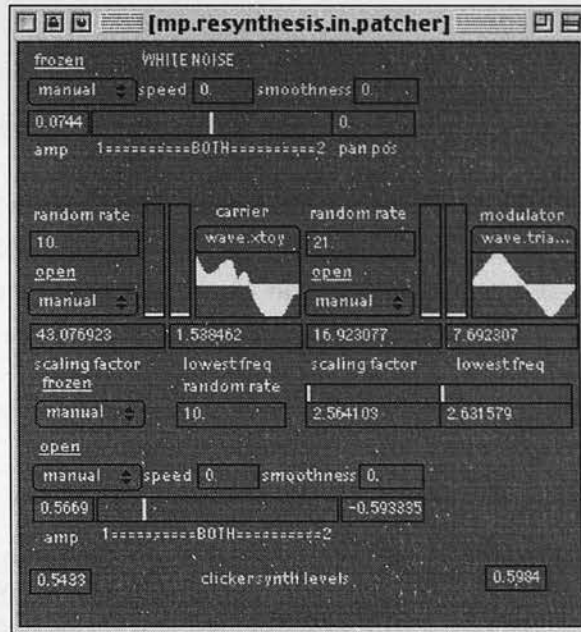 [mp.resynthesis.in.patcher]
frozen WHITE NOISE
manual speed 0. smoothness 0.
0.0744 0.
amp 1==========BOTH==========2 pan pos
random rate carrier random rate modulator
10. wave.xtoy 21. wave.tria...
open open
manual manual
43.076923 1.538462 16.923077 7.692307
scaling factor lowest freq scaling factor lowest freq
frozen random rate
manual 10. 2.564103 2.631579
open
manual speed 0. smoothness 0.
0.5669 -0.593335
amp 1==========BOTH==========2
0.5433 clickersynth levels 0.5984